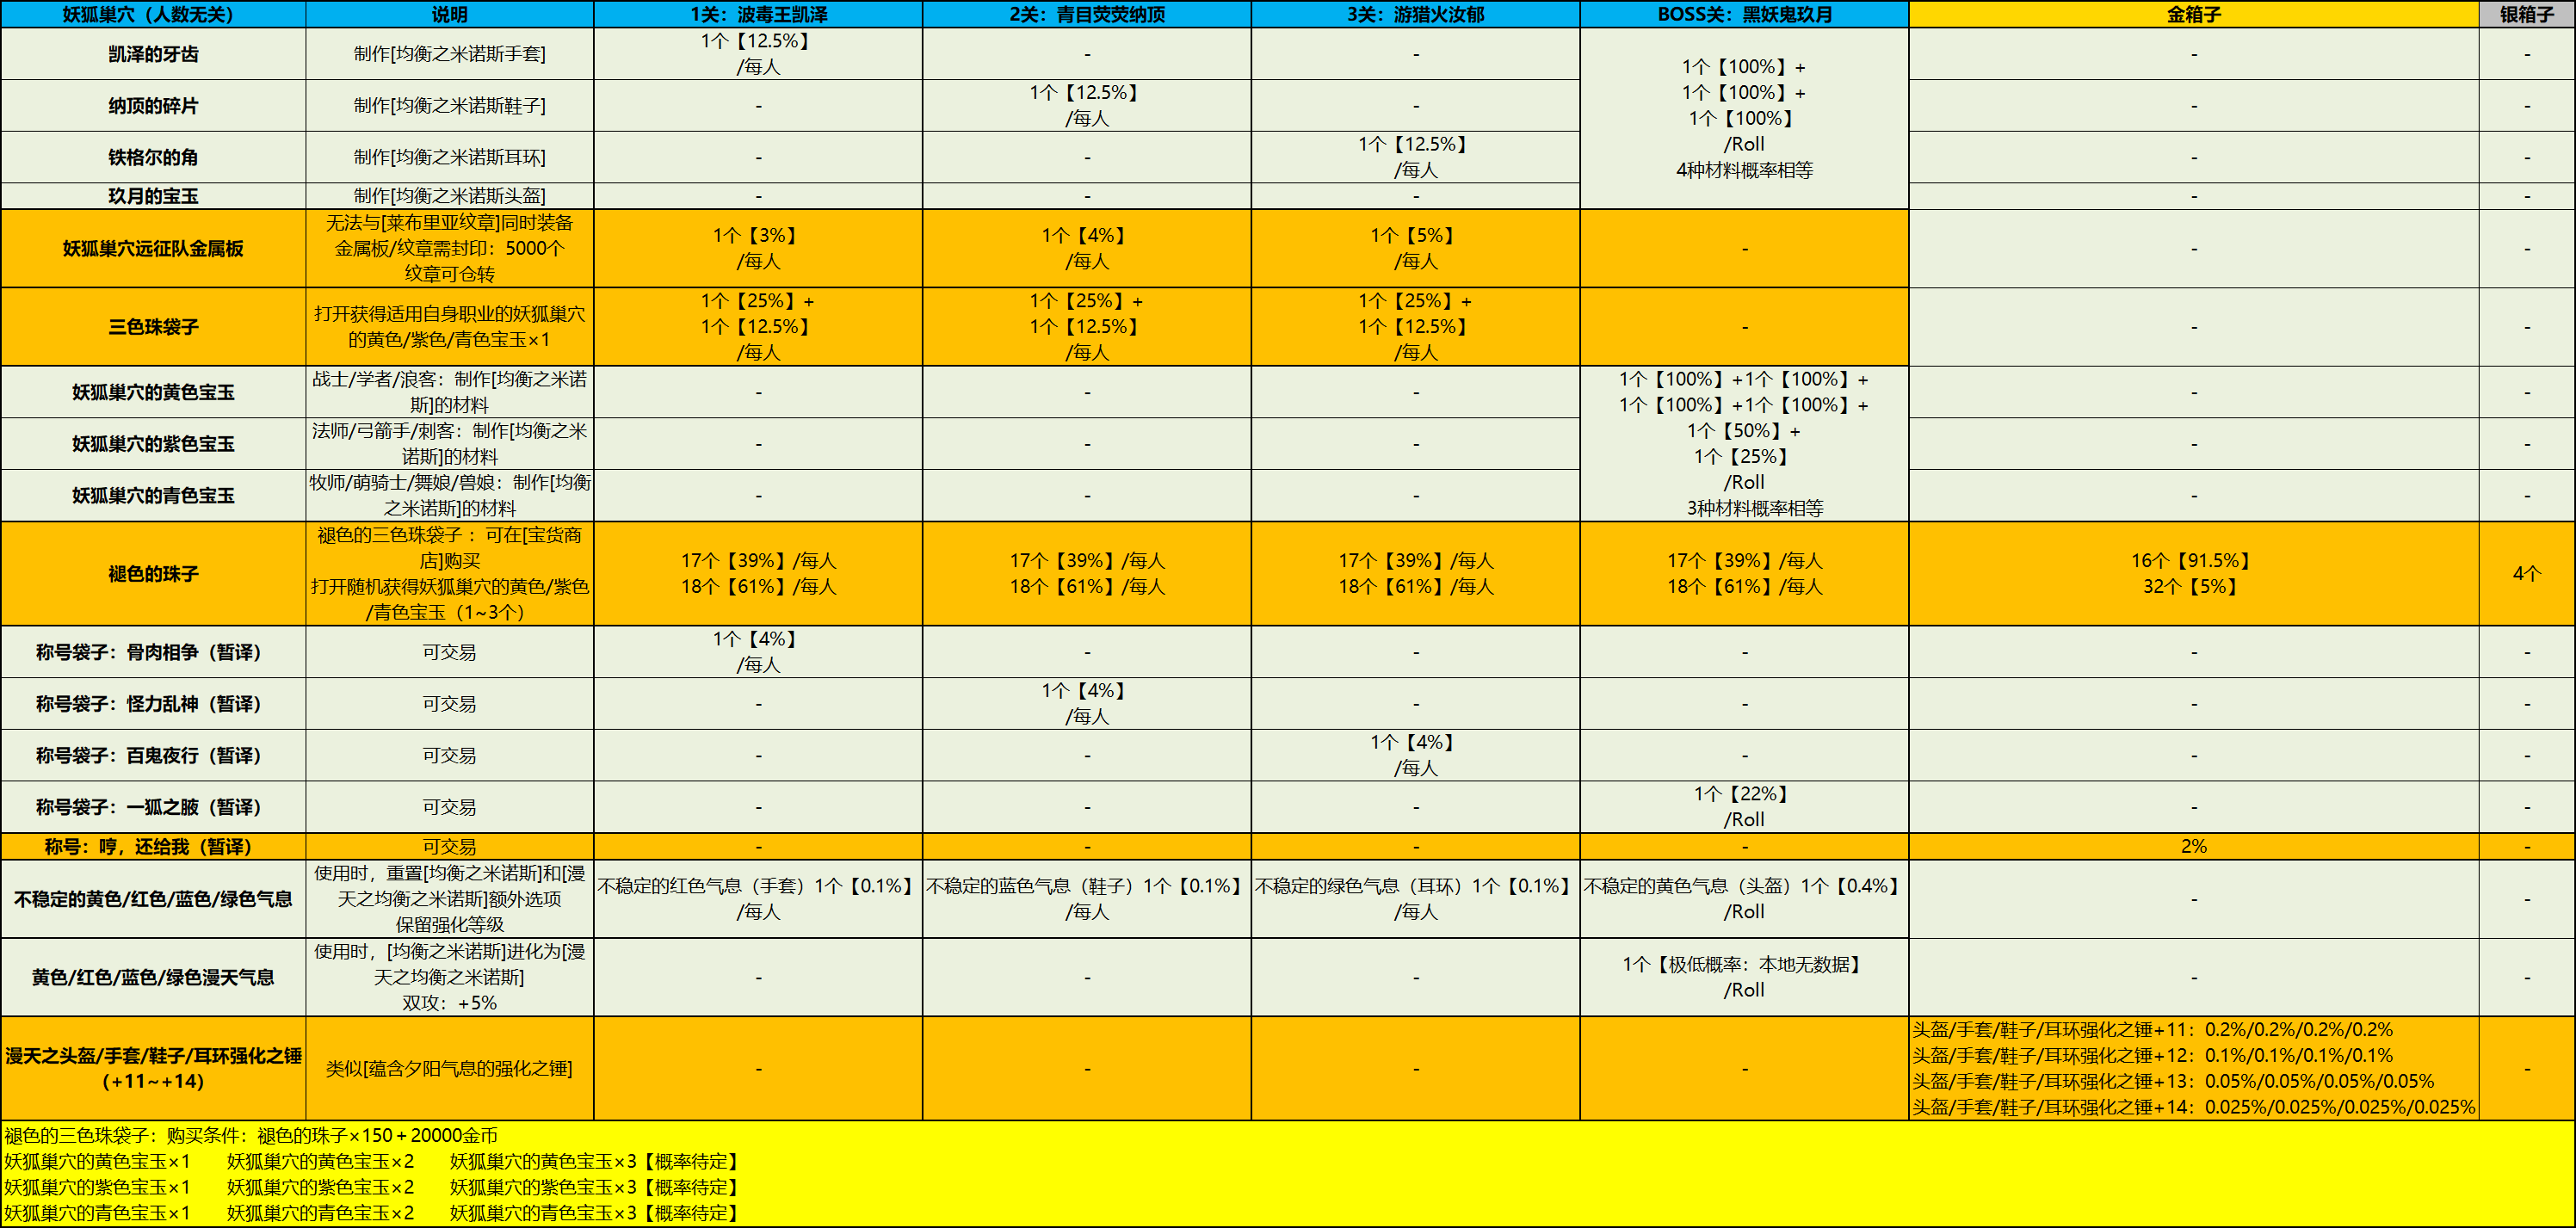 妖狐巢穴（人数无关）
说明
1关：波毒王凯泽
2关：青目荧荧纳顶
3关：游猎火汝郁
BOSS关：黑妖鬼玖月
金箱子
银箱子
凯泽的牙齿
制作[均衡之米诺斯手套]
1个【12.5%】
/每人
-
-
1个【100%】+
1个【100%】+
1个【100%】
/Roll
4种材料概率相等
-
-
纳顶的碎片
制作[均衡之米诺斯鞋子]
-
1个【12.5%】
/每人
-
-
-
铁格尔的角
制作[均衡之米诺斯耳环]
-
-
1个【12.5%】
/每人
-
-
玖月的宝玉
制作[均衡之米诺斯头盔]
-
-
-
-
-
妖狐巢穴远征队金属板
无法与[莱布里亚纹章]同时装备
金属板/纹章需封印：5000个
纹章可仓转
1个【3%】
/每人
1个【4%】
/每人
1个【5%】
/每人
-
-
-
三色珠袋子
打开获得适用自身职业的妖狐巢穴
的黄色/紫色/青色宝玉×1
1个【25%】+
1个【12.5%】
/每人
1个【25%】+
1个【12.5%】
/每人
1个【25%】+
1个【12.5%】
/每人
-
-
-
妖狐巢穴的黄色宝玉
战士/学者/浪客：制作[均衡之米诺
斯]的材料
-
-
-
1个【100%】+1个【100%】+
1个【100%】+1个【100%】+
1个【50%】+
1个【25%】
/Roll
3种材料概率相等
-
-
妖狐巢穴的紫色宝玉
法师/弓箭手/刺客：制作[均衡之米
诺斯]的材料
-
-
-
-
-
妖狐巢穴的青色宝玉
牧师/萌骑士/舞娘/兽娘：制作[均衡
之米诺斯]的材料
-
-
-
-
-
褪色的珠子
褪色的三色珠袋子：可在[宝货商
店]购买
打开随机获得妖狐巢穴的黄色/紫色
/青色宝玉（1~3个）
17个【39%】/每人
18个【61%】/每人
17个【39%】/每人
18个【61%】/每人
17个【39%】/每人
18个【61%】/每人
17个【39%】/每人
18个【61%】/每人
16个【91.5%】
32个【5%】
4个
称号袋子：骨肉相争（暂译）
可交易
1个【4%】
/每人
-
-
-
-
-
称号袋子：怪力乱神（暂译）
可交易
-
1个【4%】
/每人
-
-
-
-
称号袋子：百鬼夜行（暂译）
可交易
-
-
1个【4%】
/每人
-
-
-
称号袋子：一狐之腋（暂译）
可交易
-
-
-
1个【22%】
/Roll
-
-
称号：哼，还给我（暂译）
可交易
-
-
-
-
2%
-
不稳定的黄色/红色/蓝色/绿色气息
使用时，重置[均衡之米诺斯]和[漫
天之均衡之米诺斯]额外选项
保留强化等级
不稳定的红色气息（手套）1个【0.1%】
/每人
不稳定的蓝色气息（鞋子）1个【0.1%】
/每人
不稳定的绿色气息（耳环）1个【0.1%】
/每人
不稳定的黄色气息（头盔）1个【0.4%】
/Roll
-
-
黄色/红色/蓝色/绿色漫天气息
使用时，[均衡之米诺斯]进化为[漫
天之均衡之米诺斯]
双攻：+5%
-
-
-
1个【极低概率：本地无数据】
/Roll
-
-
漫天之头盔/手套/鞋子/耳环强化之锤
（+11~+14）
类似[蕴含夕阳气息的强化之锤]
-
-
-
-
头盔/手套/鞋子/耳环强化之锤+11：0.2%/0.2%/0.2%/0.2%
头盔/手套/鞋子/耳环强化之锤+12：0.1%/0.1%/0.1%/0.1%
头盔/手套/鞋子/耳环强化之锤+13：0.05%/0.05%/0.05%/0.05%
头盔/手套/鞋子/耳环强化之锤+14：0.025%/0.025%/0.025%/0.025%
-
褪色的三色珠袋子：购买条件：褪色的珠子×150＋20000金币
妖狐巢穴的黄色宝玉×1 妖狐巢穴的黄色宝玉×2 妖狐巢穴的黄色宝玉×3【概率待定】
妖狐巢穴的紫色宝玉×1 妖狐巢穴的紫色宝玉×2 妖狐巢穴的紫色宝玉×3【概率待定】
妖狐巢穴的青色宝玉×1 妖狐巢穴的青色宝玉×2 妖狐巢穴的青色宝玉×3【概率待定】